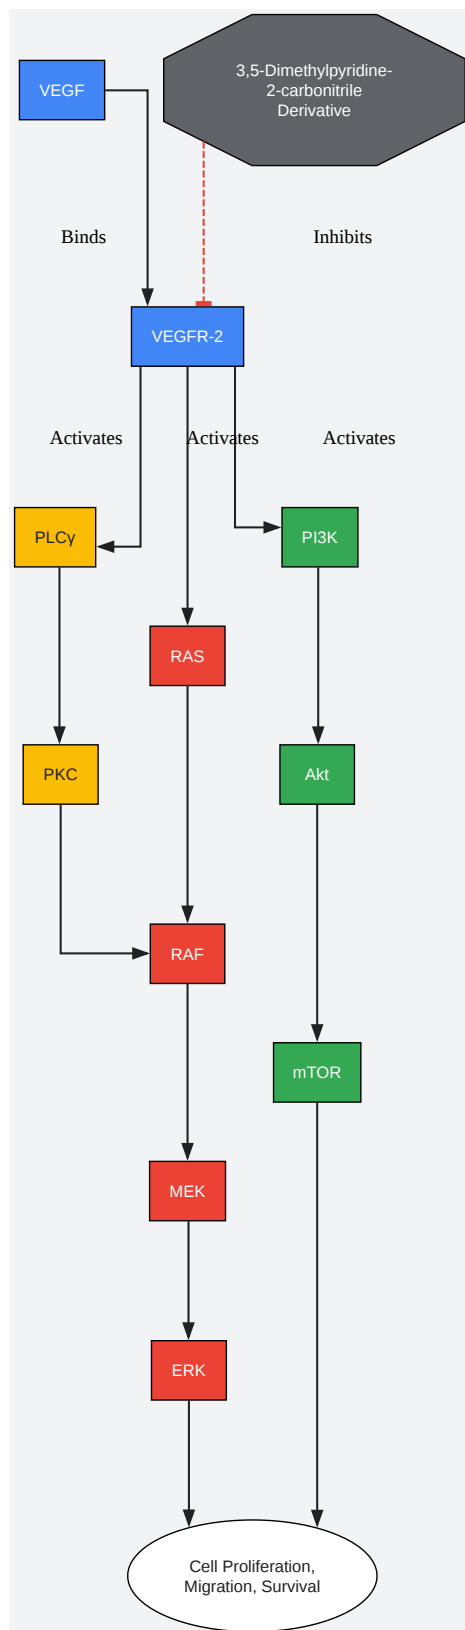 VEGF
3,5-Dimethylpyridine-
2-carbonitrile
Derivative
Binds
Inhibits
VEGFR-2
Activates
Activates
Activates
PLCγ
PI3K
RAS
PKC
Akt
RAF
mTOR
MEK
ERK
Cell Proliferation,
Migration, Survival